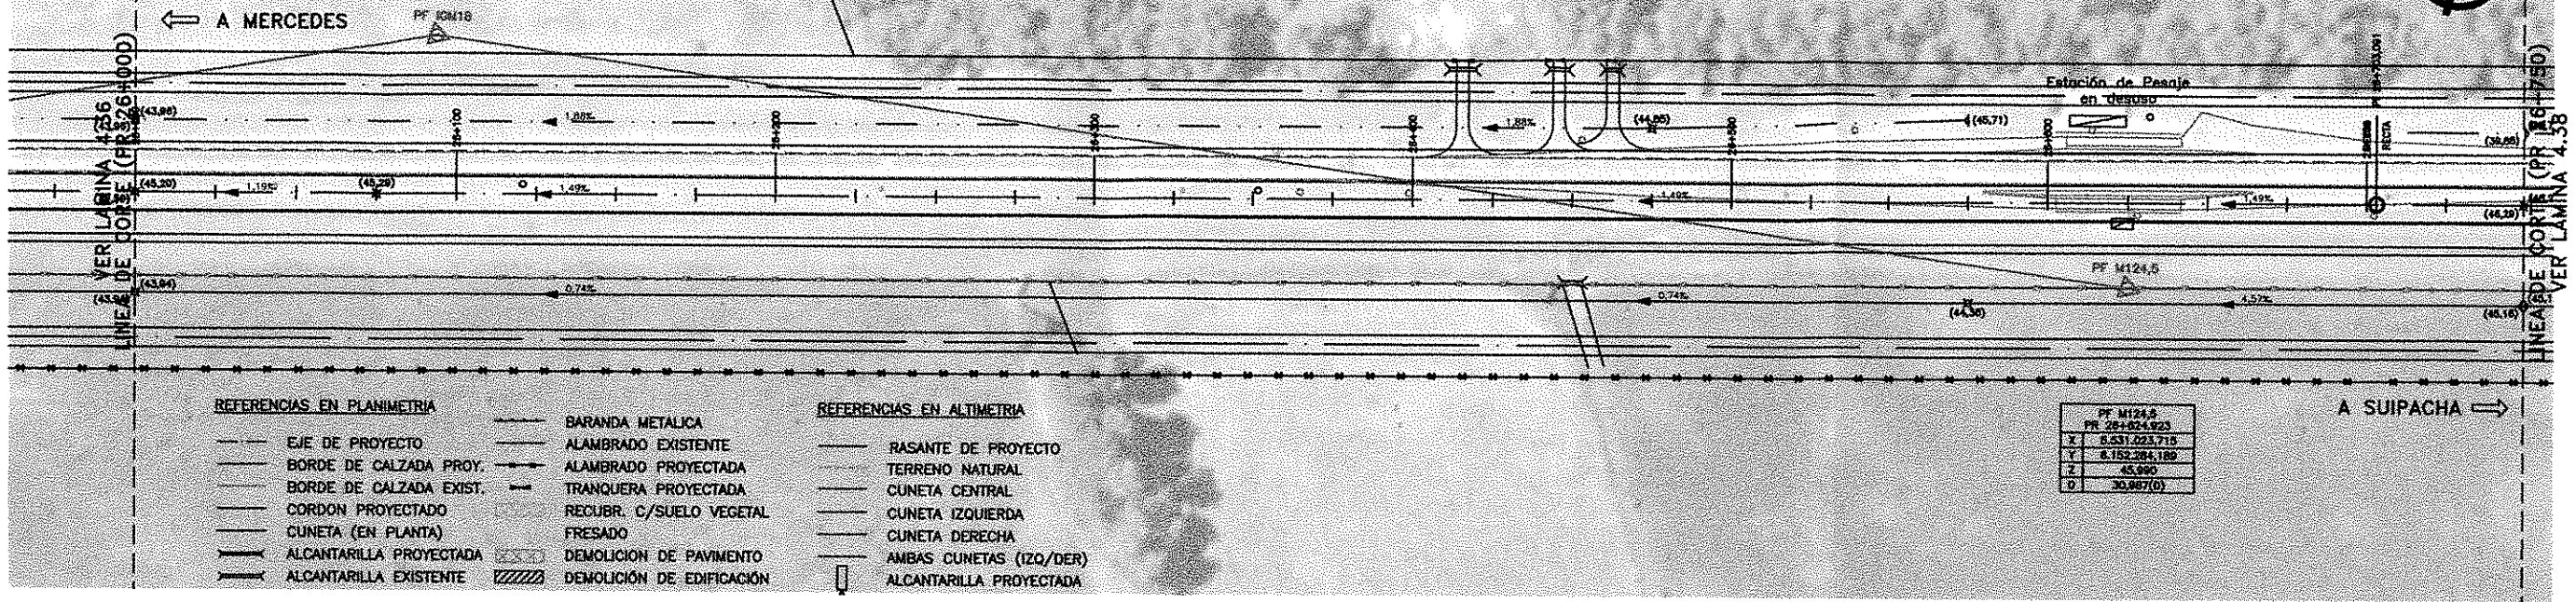 A MERCEDES
PF IGM18
VER LAMINA 4.36
LINEA DE CORTE (PR 26+000)
Estación de Pesaje
en desuso
RECTA
(43,98)
26+100
26+200
26+300
26+400
26+500
26+600
1,88%
1,88%
(44,85)
(45,71)
(39,88)
(45,20)
1,19%
(45,29)
1,49%
1,49%
1,49%
(46,29)
(43,94)
0,74%
0,74%
PF M124,5
(44,36)
4,57%
(45,16)
LINEA DE CORTE (PR 26+750)
VER LAMINA 4.38
A SUIPACHA
REFERENCIAS EN PLANIMETRIA
EJE DE PROYECTO
BORDE DE CALZADA PROY.
BORDE DE CALZADA EXIST.
CORDON PROYECTADO
CUNETA (EN PLANTA)
ALCANTARILLA PROYECTADA
ALCANTARILLA EXISTENTE
BARANDA METALICA
ALAMBRADO EXISTENTE
ALAMBRADO PROYECTADA
TRANQUERA PROYECTADA
RECUBR. C/SUELO VEGETAL
FRESADO
DEMOLICION DE PAVIMENTO
DEMOLICIÓN DE EDIFICACIÓN
REFERENCIAS EN ALTIMETRIA
RASANTE DE PROYECTO
TERRENO NATURAL
CUNETA CENTRAL
CUNETA IZQUIERDA
CUNETA DERECHA
AMBAS CUNETAS (IZQ/DER)
ALCANTARILLA PROYECTADA
PF M124,5
PR 26+624,923
X 5.531.023,715
Y 6.152.284,189
Z 45,990
D 30,987(D)